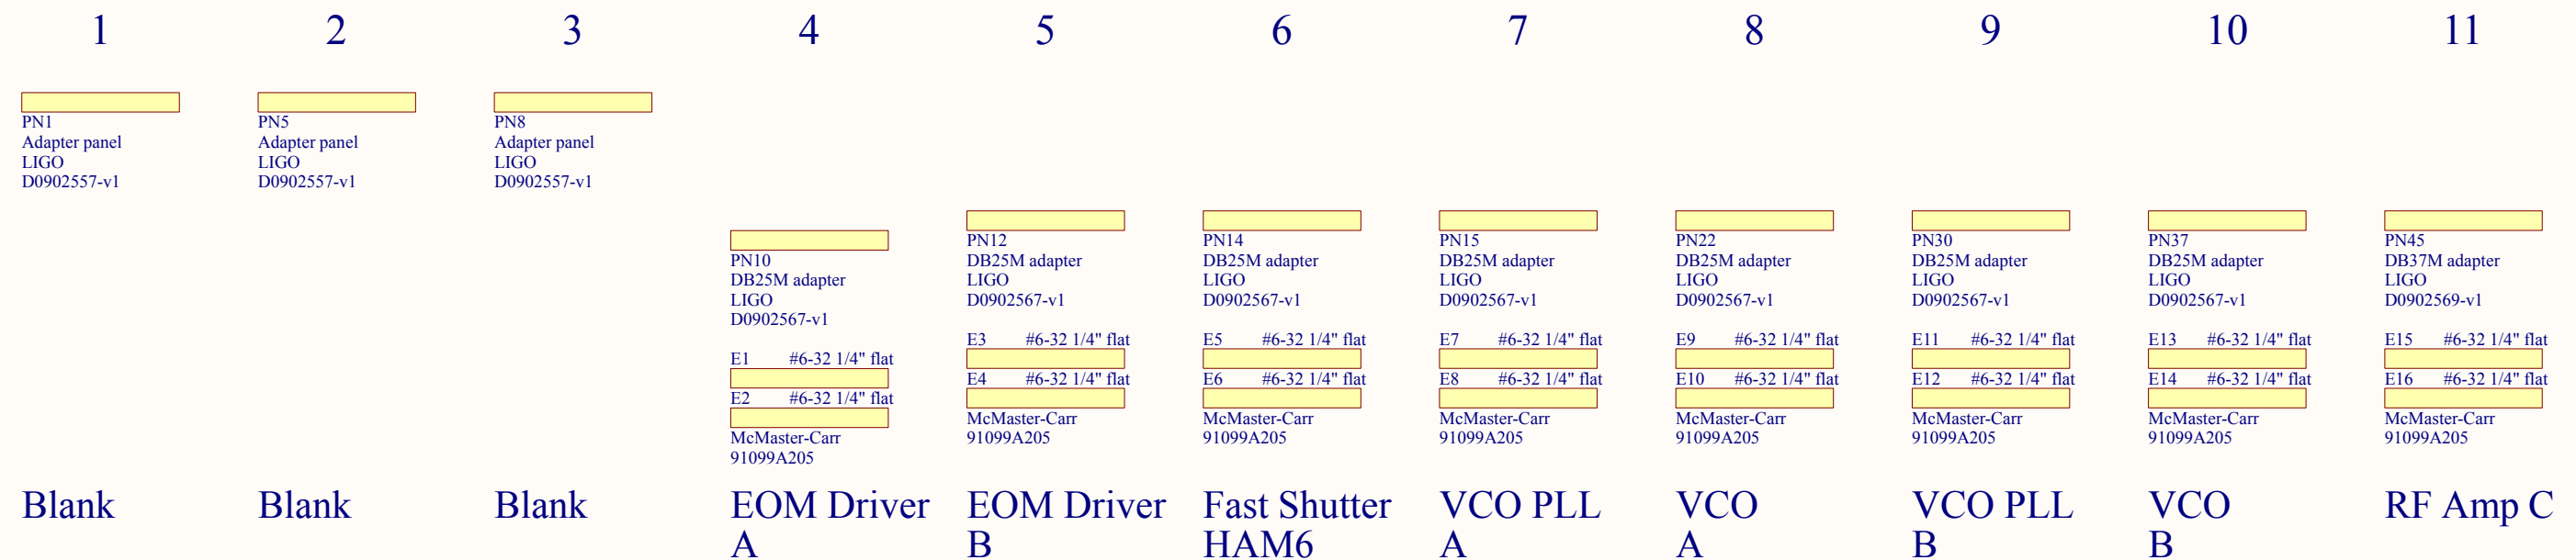 1 2 3 4 5 6 7 8 9 10 11
PN1
Adapter panel
LIGO
D0902557-v1
PN5
Adapter panel
LIGO
D0902557-v1
PN8
Adapter panel
LIGO
D0902557-v1
PN10
DB25M adapter
LIGO
D0902567-v1
E1 #6-32 1/4" flat
E2 #6-32 1/4" flat
McMaster-Carr
91099A205
PN12
DB25M adapter
LIGO
D0902567-v1
E3 #6-32 1/4" flat
E4 #6-32 1/4" flat
McMaster-Carr
91099A205
PN14
DB25M adapter
LIGO
D0902567-v1
E5 #6-32 1/4" flat
E6 #6-32 1/4" flat
McMaster-Carr
91099A205
PN15
DB25M adapter
LIGO
D0902567-v1
E7 #6-32 1/4" flat
E8 #6-32 1/4" flat
McMaster-Carr
91099A205
PN22
DB25M adapter
LIGO
D0902567-v1
E9 #6-32 1/4" flat
E10 #6-32 1/4" flat
McMaster-Carr
91099A205
PN30
DB25M adapter
LIGO
D0902567-v1
E11 #6-32 1/4" flat
E12 #6-32 1/4" flat
McMaster-Carr
91099A205
PN37
DB25M adapter
LIGO
D0902567-v1
E13 #6-32 1/4" flat
E14 #6-32 1/4" flat
McMaster-Carr
91099A205
PN45
DB37M adapter
LIGO
D0902569-v1
E15 #6-32 1/4" flat
E16 #6-32 1/4" flat
McMaster-Carr
91099A205
Blank
Blank
Blank
EOM Driver
A
EOM Driver
B
Fast Shutter
HAM6
VCO PLL
A
VCO
A
VCO PLL
B
VCO
B
RF Amp C